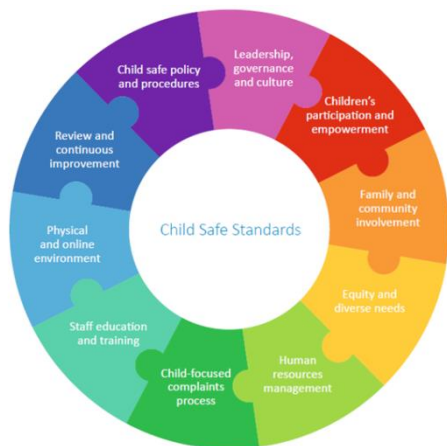 Leadership,
governance
and culture
Children's
participation and
empowerment
Family and
community
involvement
Equity and
diverse needs
Human
resources
management
Child-focused
complaints
process
Staff education
and training
Physical
and online
environment
Review and
continuous
improvement
Child safe policy
and procedures
Child Safe Standards